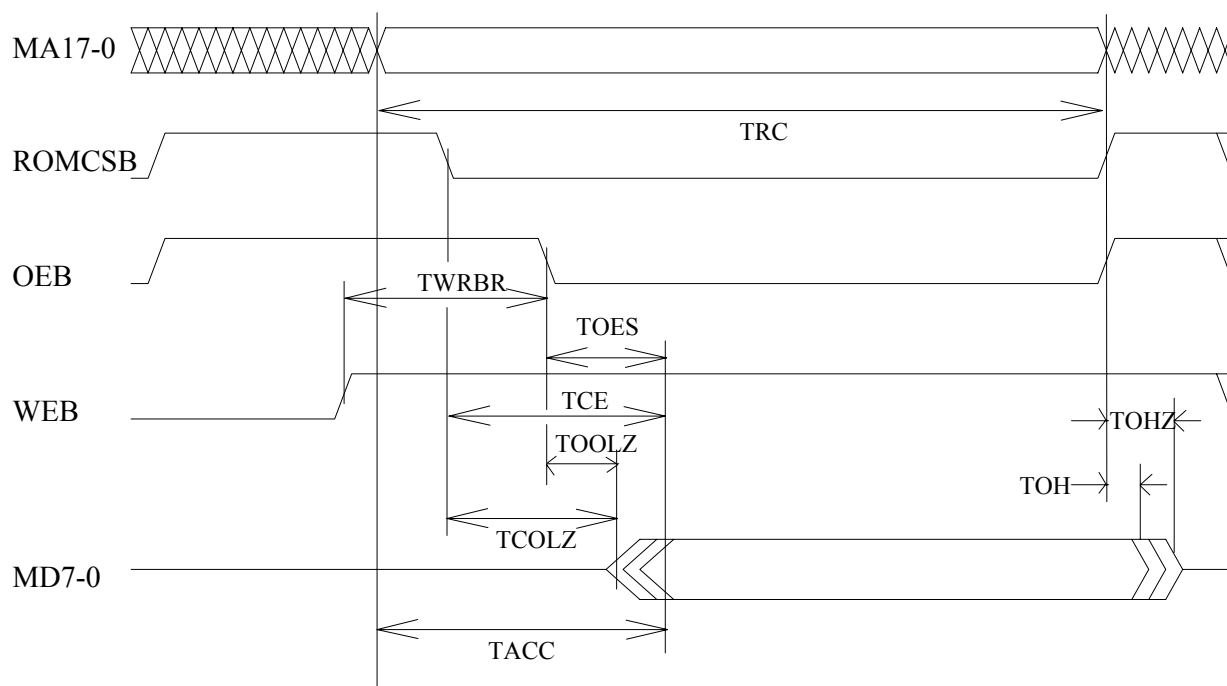 MA17-0
TRC
ROMCSB
OEB
TWRBR
TOES
WEB
TCE
TOHZ
TOOLZ
TOH
TCOLZ
MD7-0
TACC